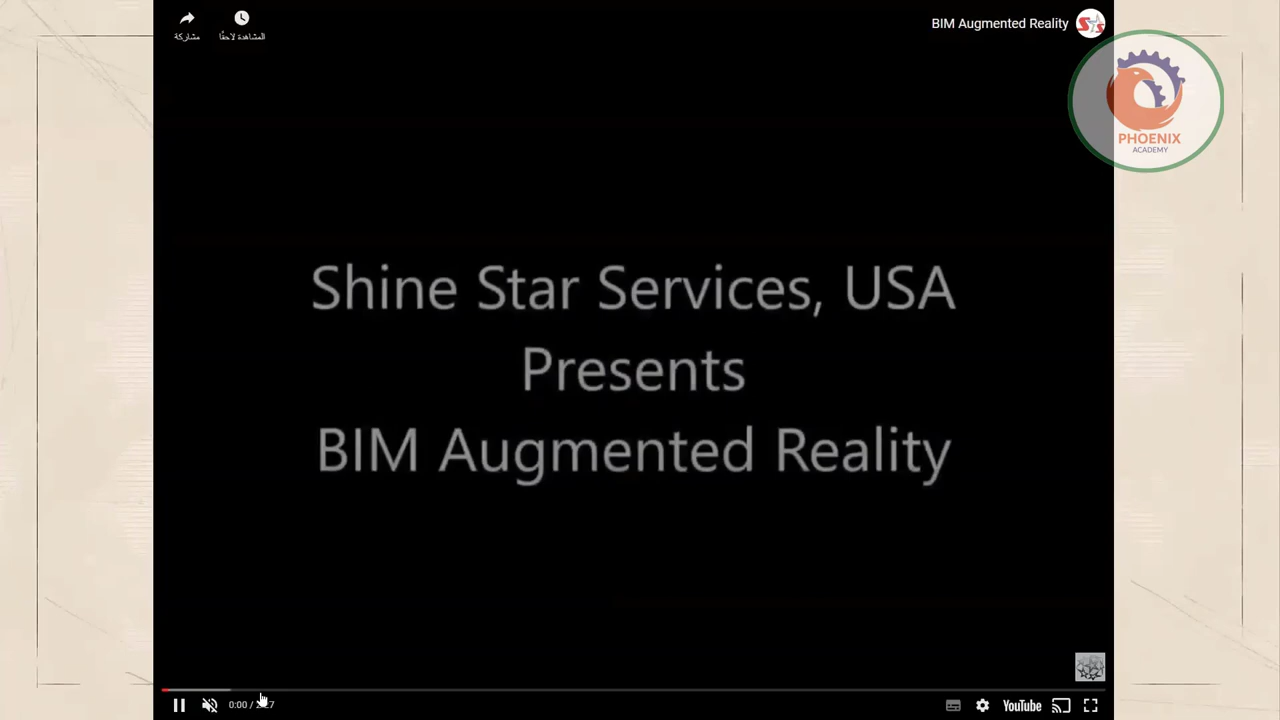 مشاركة
المشاهدة لاحقًا
BIM Augmented Reality
PHOENIX
ACADEMY
Shine Star Services, USA
Presents
BIM Augmented Reality
0:00 /
YouTube